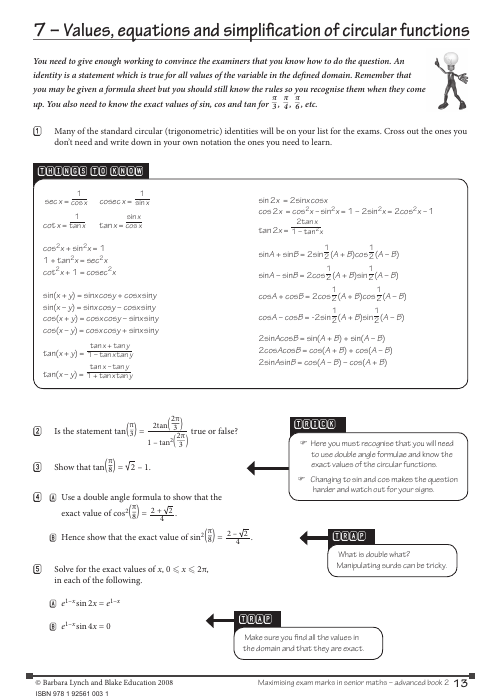 7 – Values, equations and simplification of circular functions
You need to give enough working to convince the examiners that you know how to do the question. An
identity is a statement which is true for all values of the variable in the defined domain. Remember that
you may be given a formula sheet but you should still know the rules so you recognise them when they come
up. You also need to know the exact values of sin, cos and tan for π/3, π/4, π/6, etc.
1 Many of the standard circular (trigonometric) identities will be on your list for the exams. Cross out the ones you
don't need and write down in your own notation the ones you need to learn.
THINGS TO KNOW
sec x = 1/cos x cosec x = 1/sin x
cot x = 1/tan x tan x = sin x/cos x
cos²x + sin²x = 1
1 + tan²x = sec²x
cot²x + 1 = cosec²x
sin(x + y) = sinxcosy + cosxsiny
sin(x – y) = sinxcosy – cosxsiny
cos(x + y) = cosxcosy – sinxsiny
cos(x – y) = cosxcosy + sinxsiny
tan(x + y) = (tan x + tan y)/(1 – tan x tan y)
tan(x – y) = (tan x – tan y)/(1 + tan x tan y)
sin 2x = 2sinxcosx
cos 2x = cos²x – sin²x = 1 – 2sin²x = 2cos²x – 1
tan 2x = 2tanx/(1 – tan²x)
sinA + sinB = 2sin 1/2(A + B)cos 1/2(A – B)
sinA – sinB = 2cos 1/2(A + B)sin 1/2(A – B)
cosA + cosB = 2cos 1/2(A + B)cos 1/2(A – B)
cosA – cosB = -2sin 1/2(A + B)sin 1/2(A – B)
2sinAcosB = sin(A + B) + sin(A – B)
2cosAcosB = cos(A + B) + cos(A – B)
2sinAsinB = cos(A – B) – cos(A + B)
2 Is the statement tan(π/3) = 2tan(2π/3)/(1 – tan²(2π/3)) true or false?
3 Show that tan(π/8) = √2 – 1.
TRICK
☞ Here you must recognise that you will need
to use double angle formulae and know the
exact values of the circular functions.
☞ Changing to sin and cos makes the question
harder and watch out for your signs.
4 A Use a double angle formula to show that the
exact value of cos²(π/8) = (2 + √2)/4.
B Hence show that the exact value of sin²(π/8) = (2 – √2)/4.
TRAP
What is double what?
Manipulating surds can be tricky.
5 Solve for the exact values of x, 0 ⩽ x ⩽ 2π,
in each of the following.
A e¹⁻ˣ sin 2x = e¹⁻ˣ
B e¹⁻ˣ sin 4x = 0
TRAP
Make sure you find all the values in
the domain and that they are exact.
© Barbara Lynch and Blake Education 2008
Maximising exam marks in senior maths – advanced book 2 13
ISBN 978 1 92561 003 1